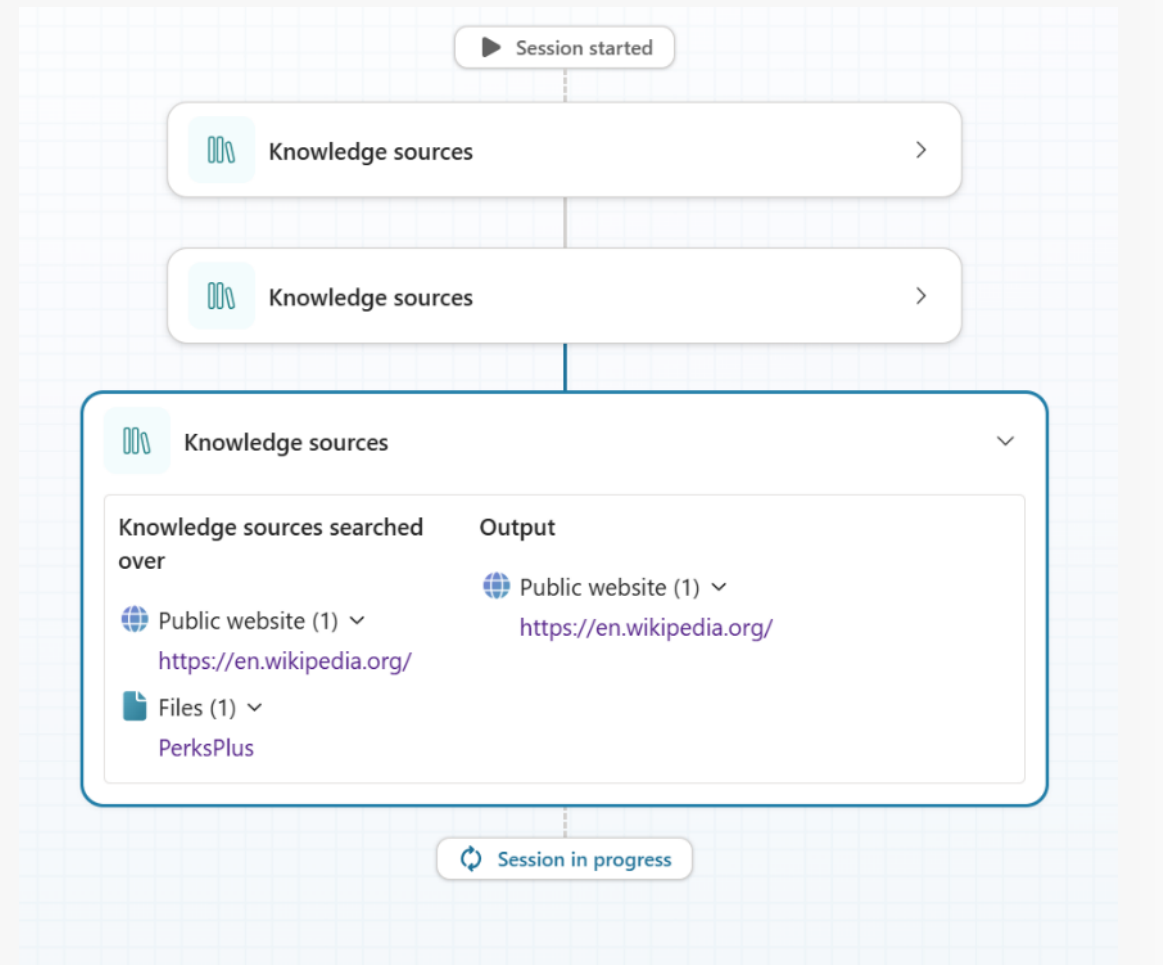 Session started
Knowledge sources
Knowledge sources
Knowledge sources
Knowledge sources searched
over
Public website (1)
https://en.wikipedia.org/
Files (1)
PerksPlus
Output
Public website (1)
https://en.wikipedia.org/
Session in progress